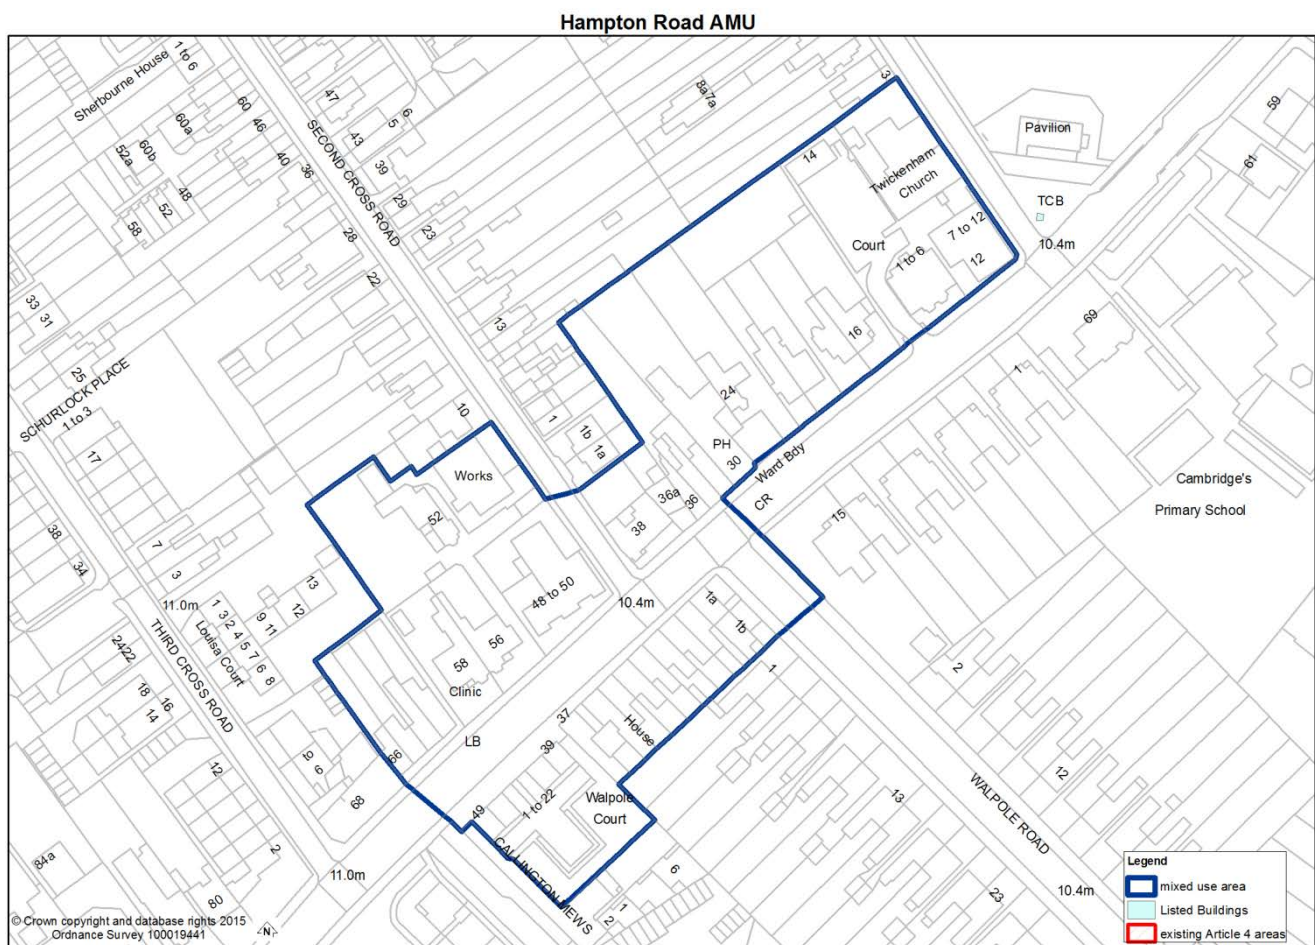 Hampton Road AMU
Sherbourne House
1 to 6
60
46
60a
60b
52a
48
52
58
40
36
28
22
47
43
6
5
39
29
23
SECOND CROSS ROAD
8a7a
3
14
Twickenham
Church
Court
1 to 6
7 to 12
12
16
Pavilion
TCB
10.4m
59
61
33
31
25
SCHURLOCK PLACE
1 to 3
17
13
1
1b
1a
10
Works
52
24
PH
30
Ward Bdy
CR
36a
36
38
15
69
1
Cambridge's
Primary School
38
34
7
3
11.0m
13
12
1
3
2
4
5
7
6
8
9
11
Louisa Court
THIRD CROSS ROAD
2422
18
16
14
12
48 to 50
10.4m
56
58
Clinic
LB
66
1a
1b
1
2
37
39
House
to
6
68
49
1 to 22
Walpole
Court
CALLINGTON MEWS
6
1
2
13
12
WALPOLE ROAD
23
10.4m
84a
80
2
11.0m
© Crown copyright and database rights 2015
Ordnance Survey 100019441
N
Legend
mixed use area
Listed Buildings
existing Article 4 areas